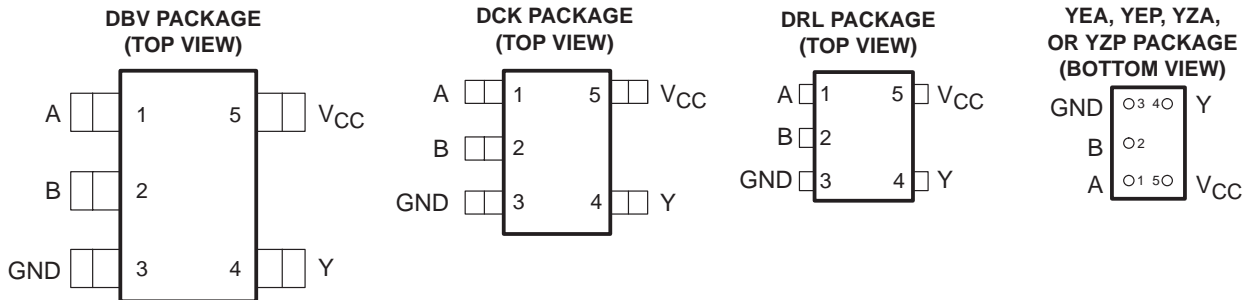 DBV PACKAGE
(TOP VIEW)
A 1 5 VCC
B 2
GND 3 4 Y
DCK PACKAGE
(TOP VIEW)
A 1 5 VCC
B 2
GND 3 4 Y
DRL PACKAGE
(TOP VIEW)
A 1 5 VCC
B 2
GND 3 4 Y
YEA, YEP, YZA,
OR YZP PACKAGE
(BOTTOM VIEW)
GND 3 4 Y
B 2
A 1 5 VCC